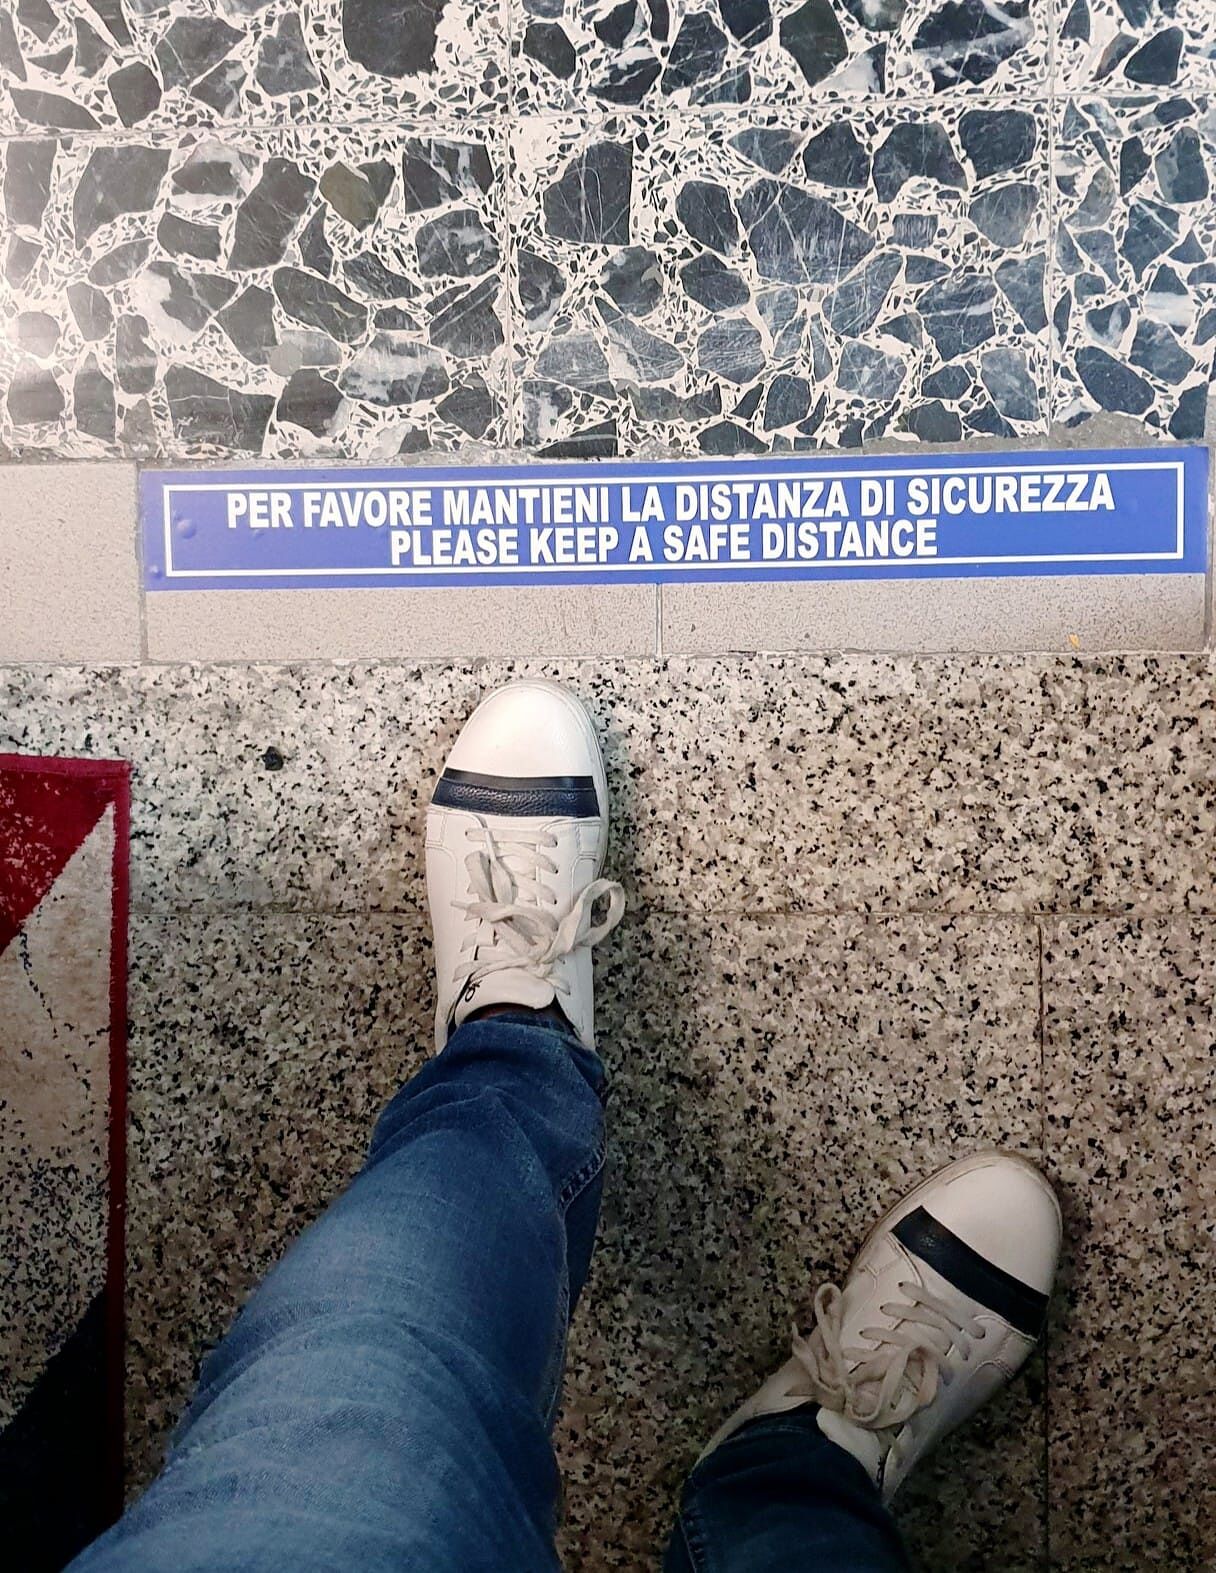 PER FAVORE MANTIENI LA DISTANZA DI SICUREZZA
PLEASE KEEP A SAFE DISTANCE